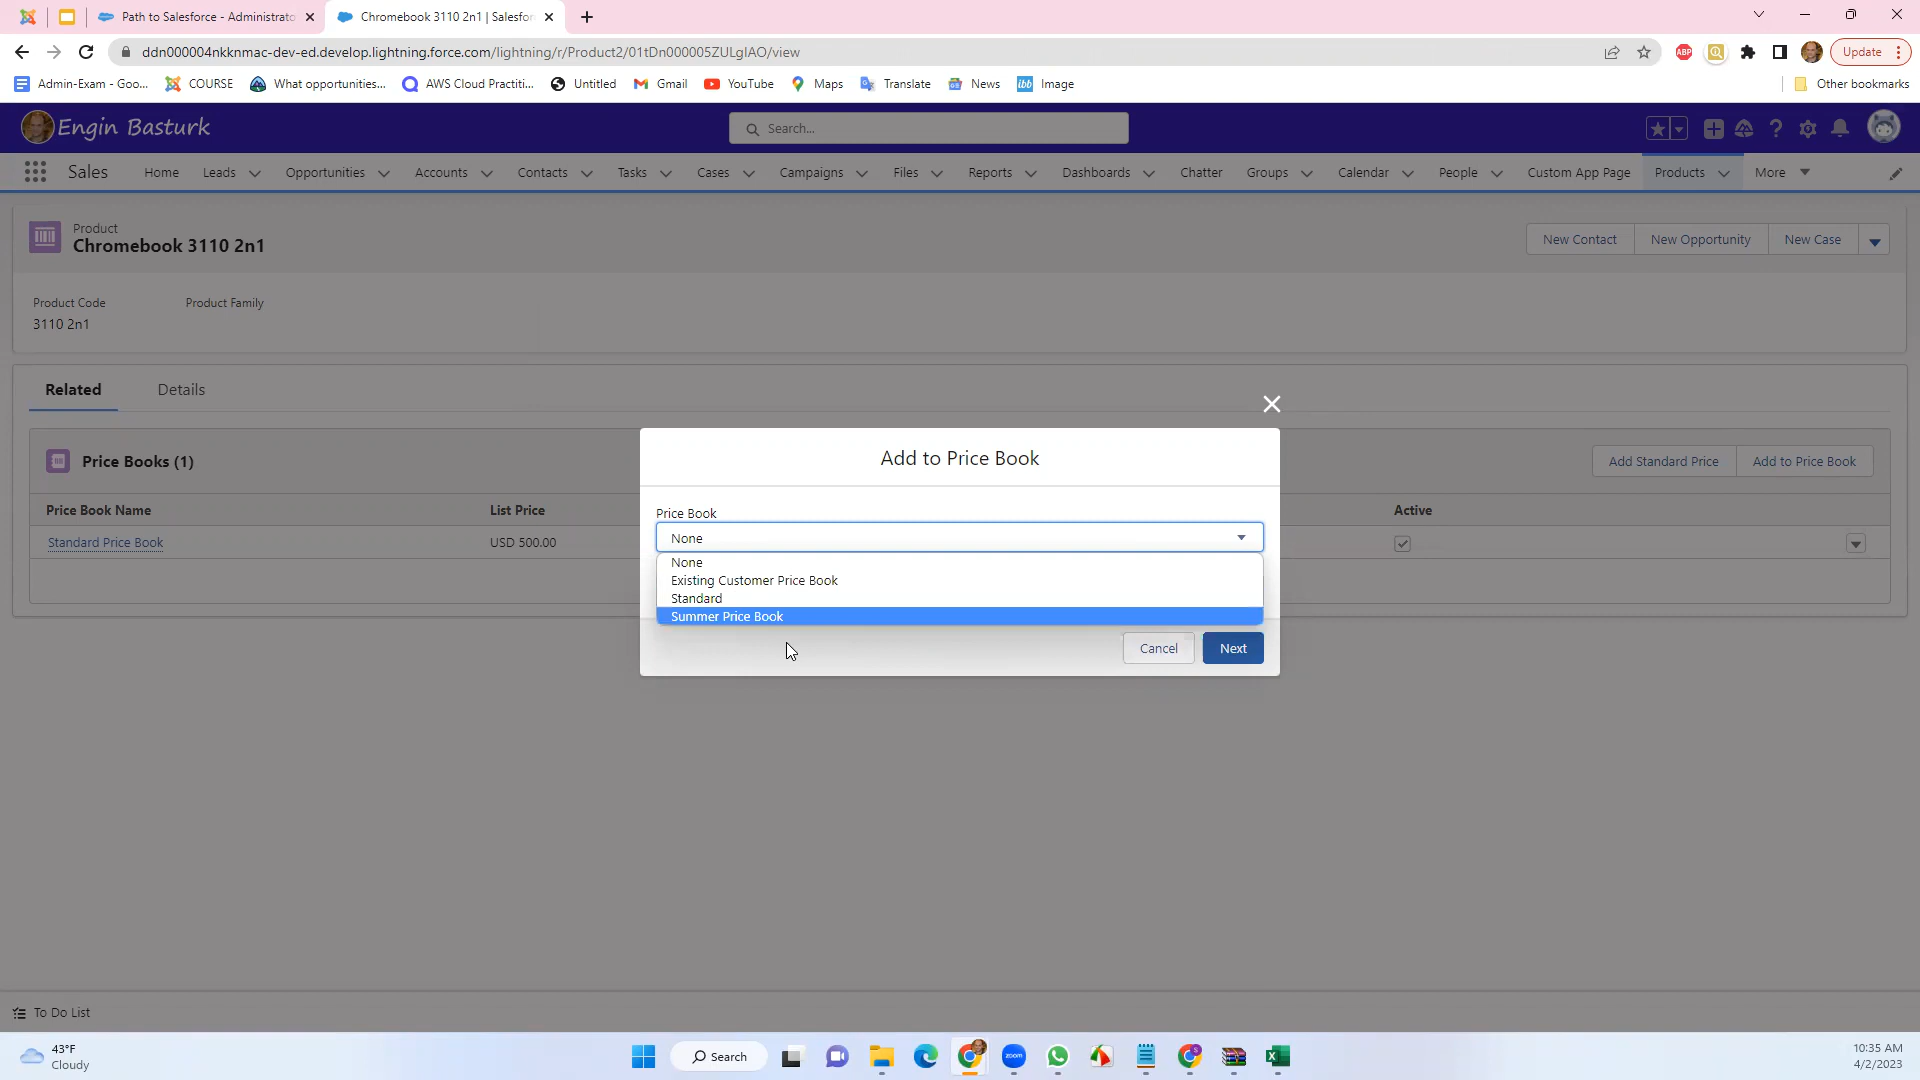 Path to Salesforce - Administrato
Chromebook 3110 2n1 | Salesfor
ddn000004nkknmac-dev-ed.develop.lightning.force.com/lightning/r/Product2/01tDn000005ZULgIAO/view
ABP
Update
Admin-Exam - Goo...
COURSE
What opportunities...
AWS Cloud Practiti...
Untitled
Gmail
YouTube
Maps
Translate
News
ibb
Image
Other bookmarks
Engin Basturk
Search...
Sales
Home
Leads
Opportunities
Accounts
Contacts
Tasks
Cases
Campaigns
Files
Reports
Dashboards
Chatter
Groups
Calendar
People
Custom App Page
Products
More
Product
Chromebook 3110 2n1
New Contact
New Opportunity
New Case
Product Code
Product Family
3110 2n1
Related
Details
Price Books (1)
Add Standard Price
Add to Price Book
Price Book Name
List Price
Active
Standard Price Book
USD 500.00
Add to Price Book
Price Book
None
None
Existing Customer Price Book
Standard
Summer Price Book
Cancel
Next
To Do List
43°F
Cloudy
Search
zoom
10:35 AM
4/2/2023